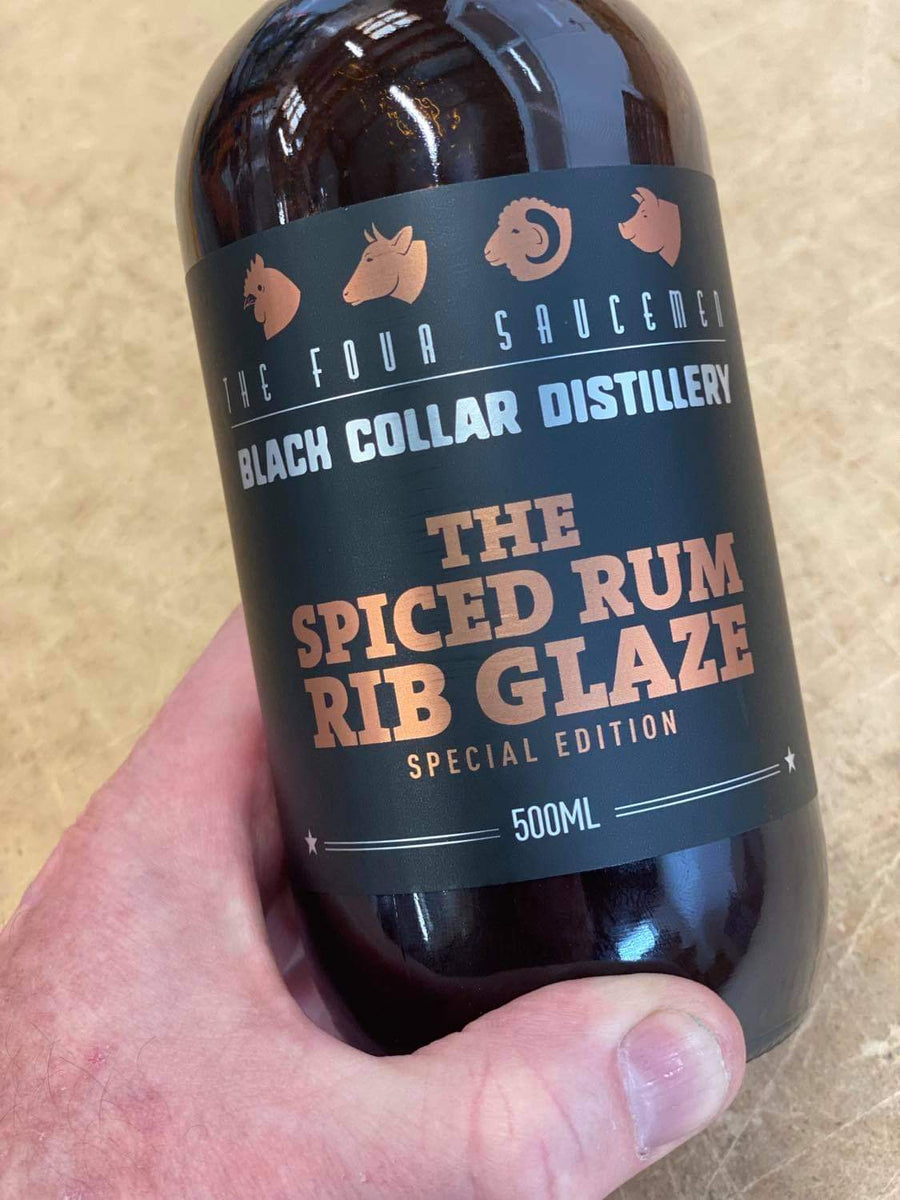 THE FOUR SAUCEMEN
BLACK COLLAR DISTILLERY
THE
SPICED RUM
RIB GLAZE
SPECIAL EDITION
500ML